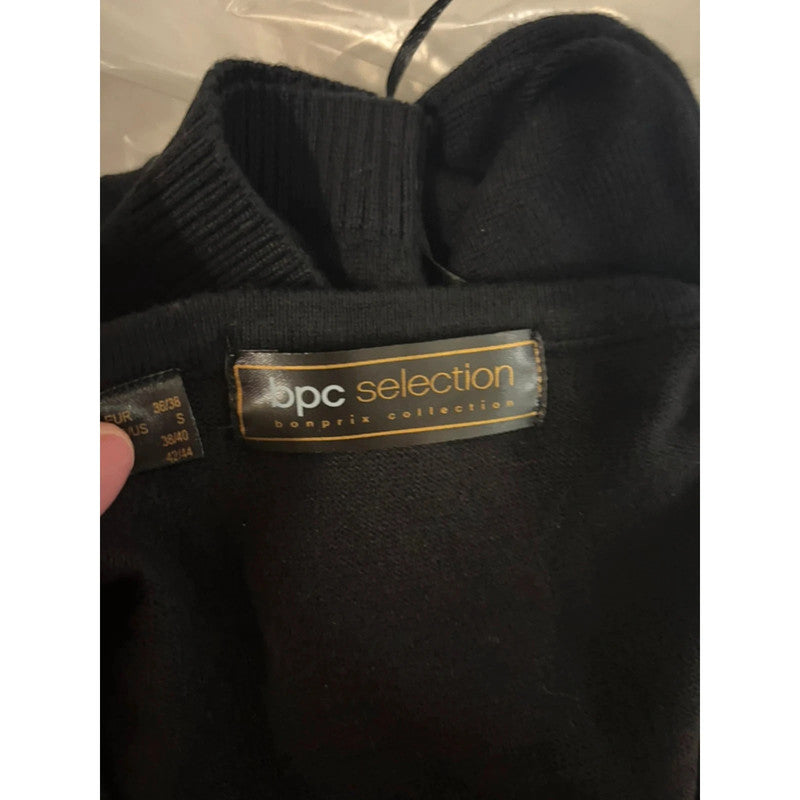 bpc selection
bonprix collection
EUR 36/38
US S
38/40
42/44